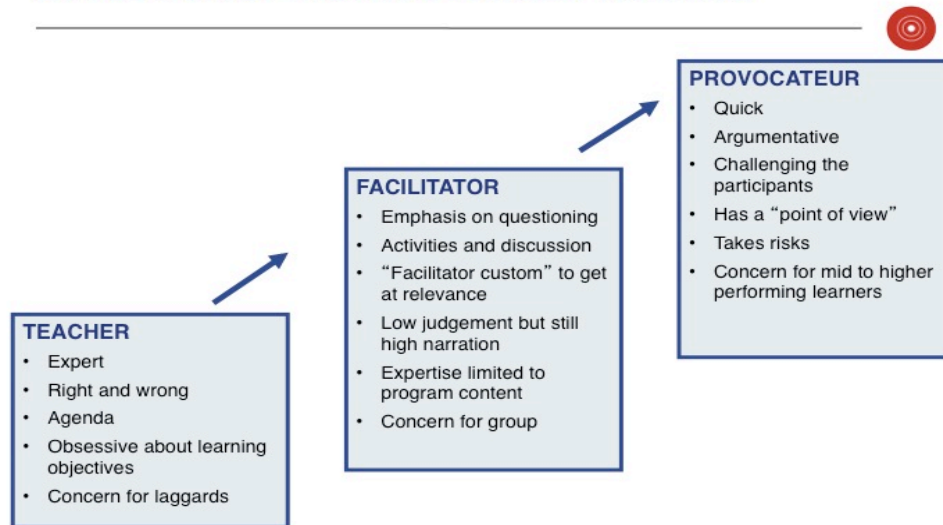 PROVOCATEUR
• Quick
• Argumentative
• Challenging the
participants
• Has a “point of view”
• Takes risks
• Concern for mid to higher
performing learners
FACILITATOR
• Emphasis on questioning
• Activities and discussion
• “Facilitator custom” to get
at relevance
• Low judgement but still
high narration
• Expertise limited to
program content
• Concern for group
TEACHER
• Expert
• Right and wrong
• Agenda
• Obsessive about learning
objectives
• Concern for laggards